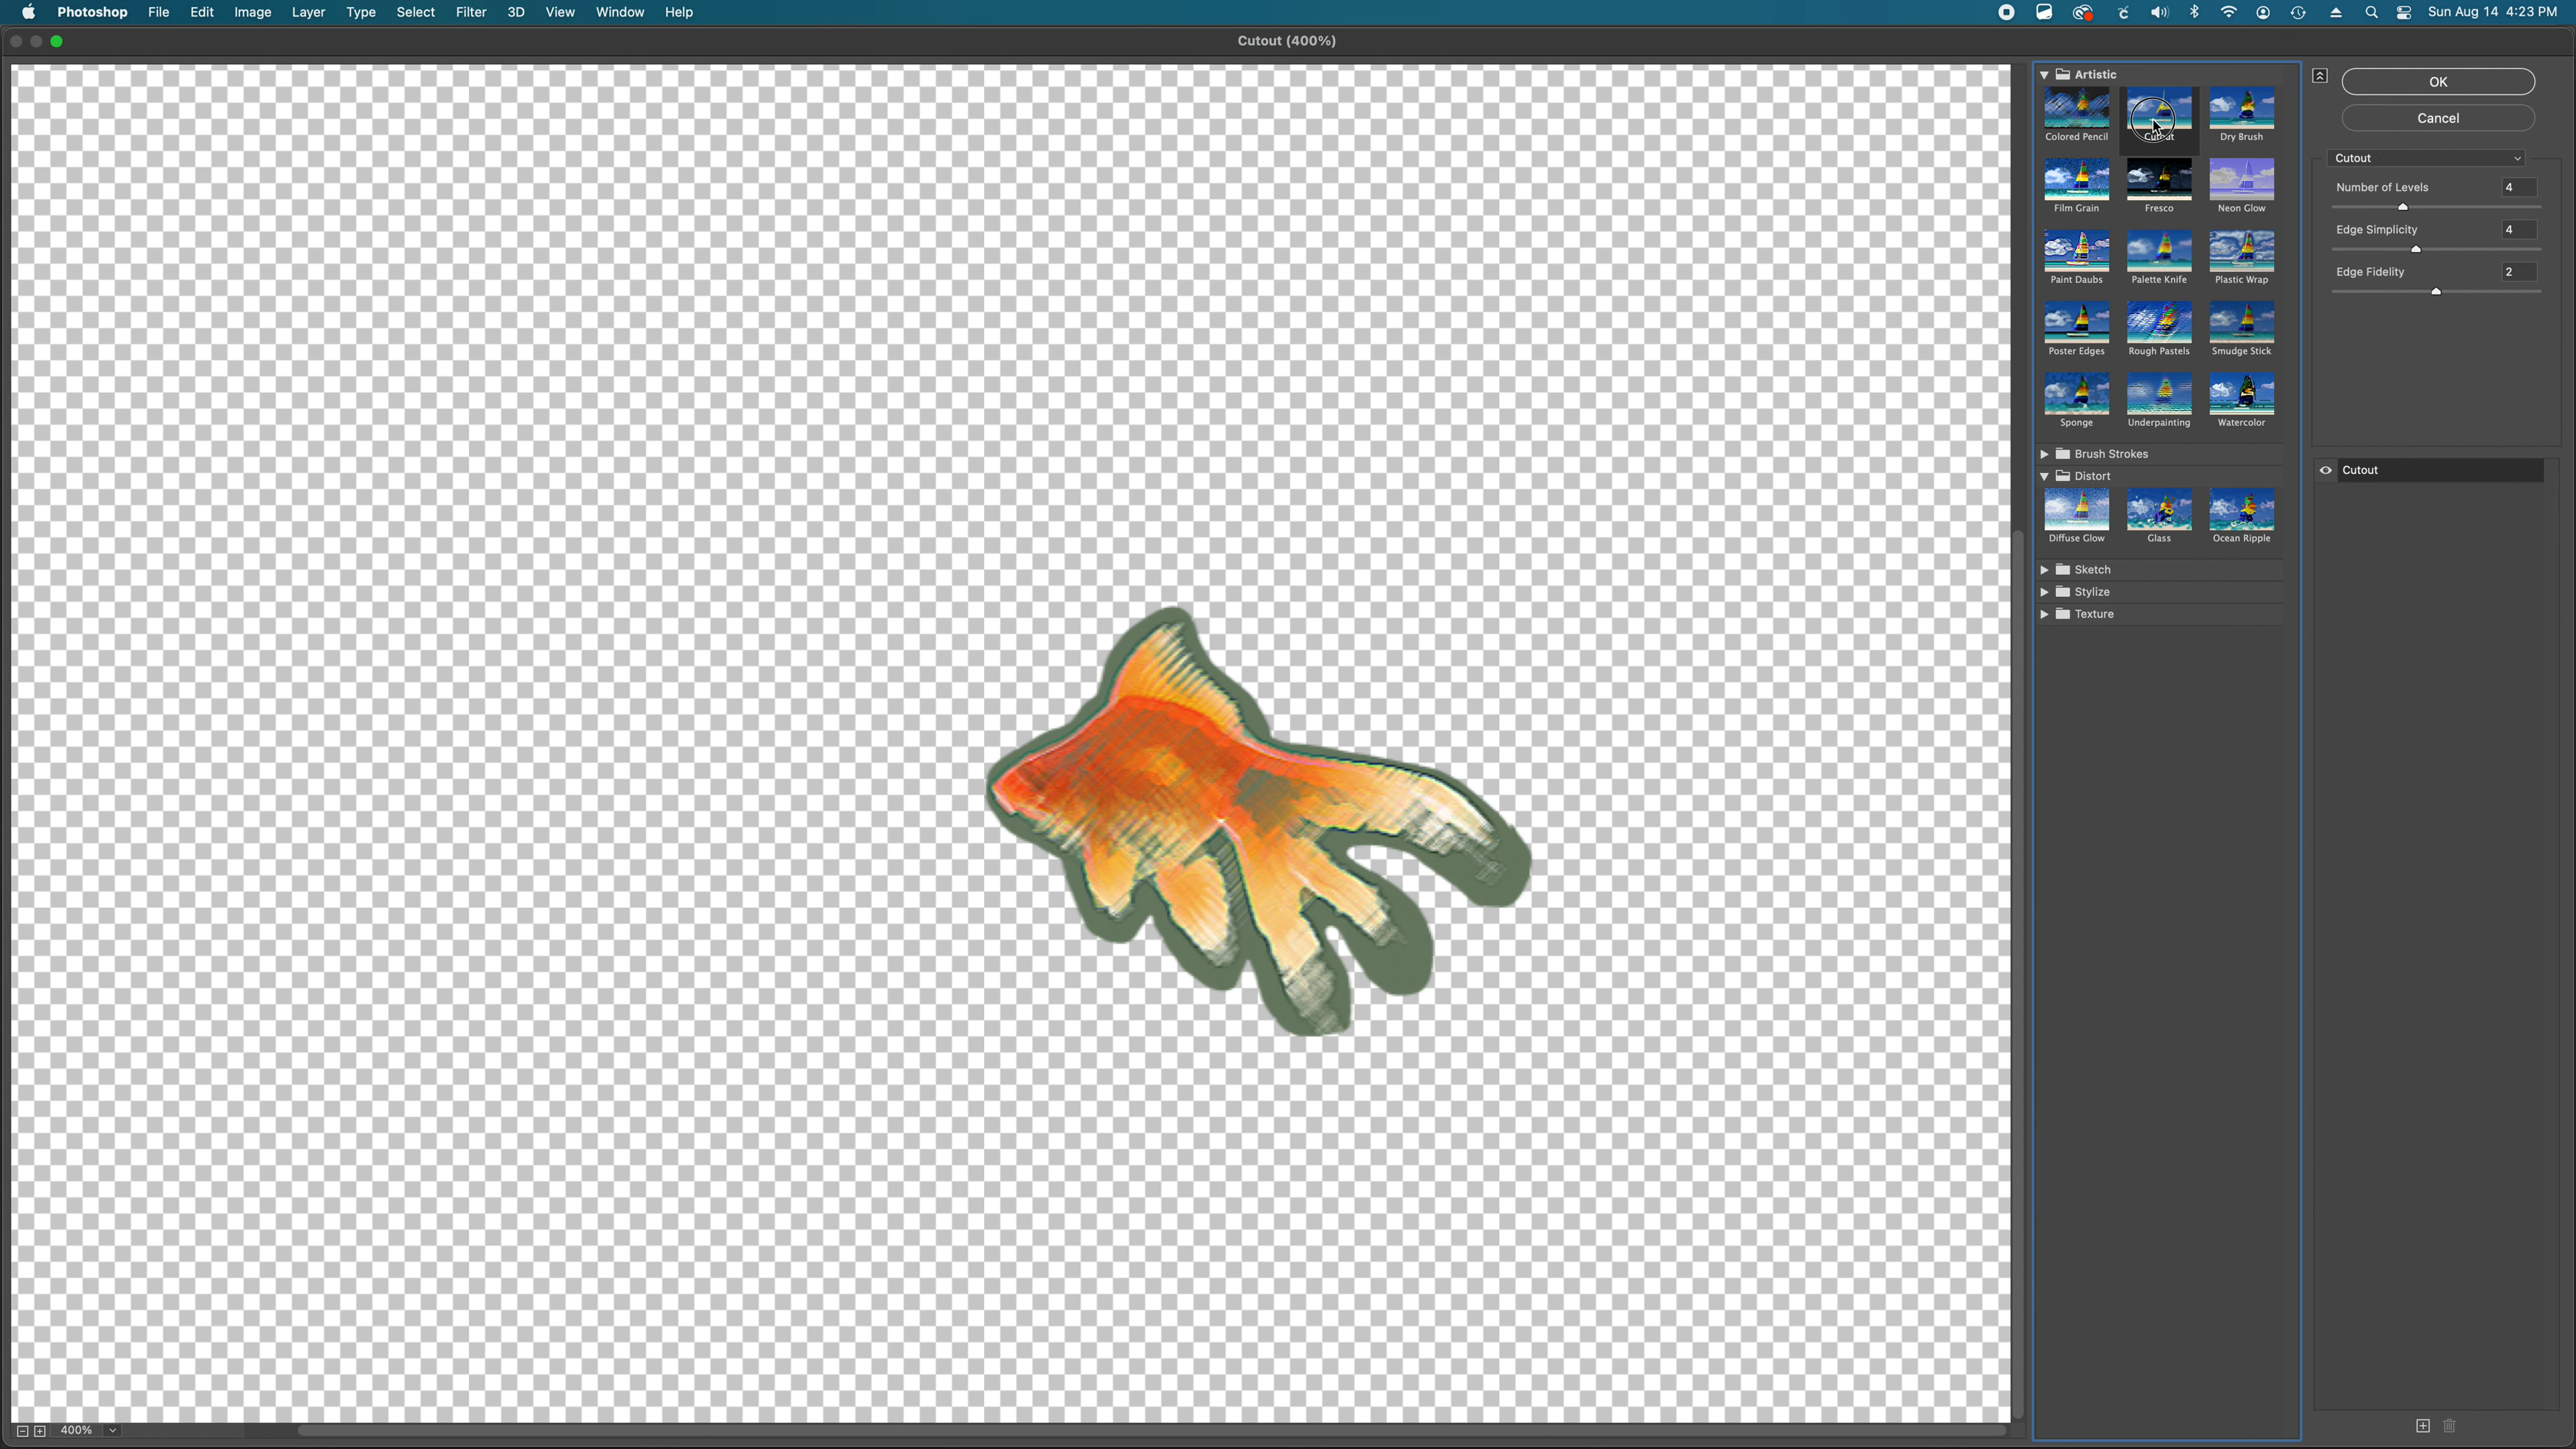 Photoshop File Edit Image Layer Type Select Filter 3D View Window Help Sun Aug 14 4:23 PM
Cutout (400%)
Artistic
Colored Pencil Cutout Dry Brush
Film Grain Fresco Neon Glow
Paint Daubs Palette Knife Plastic Wrap
Poster Edges Rough Pastels Smudge Stick
Sponge Underpainting Watercolor
Brush Strokes
Distort
Diffuse Glow Glass Ocean Ripple
Sketch
Stylize
Texture
OK
Cancel
Cutout
Number of Levels 4
Edge Simplicity 4
Edge Fidelity 2
Cutout
400%